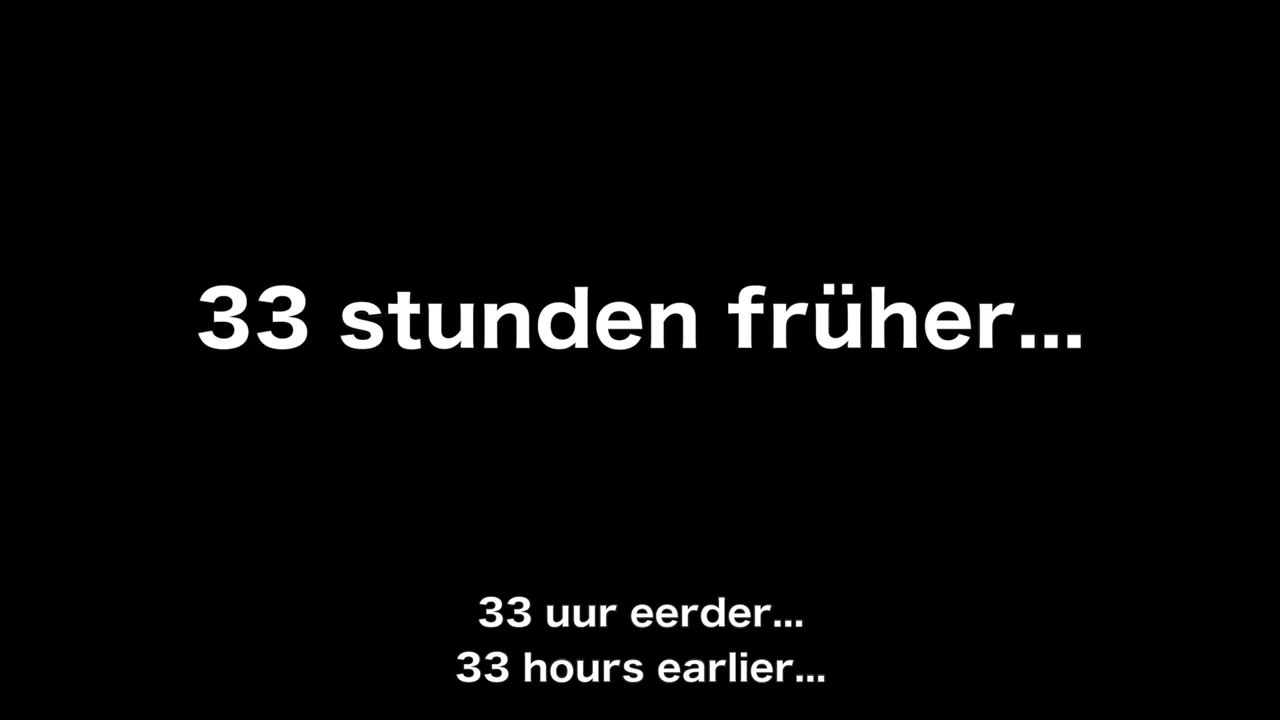 33 stunden früher...
33 uur eerder...
33 hours earlier...